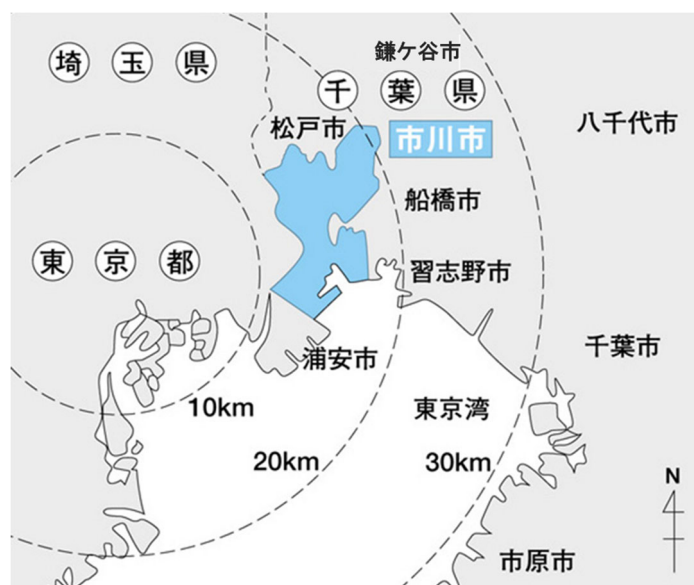 鎌ケ谷市
埼玉県
千葉県
松戸市
市川市
八千代市
船橋市
東京都
習志野市
浦安市
千葉市
10km
東京湾
20km
30km
N
市原市